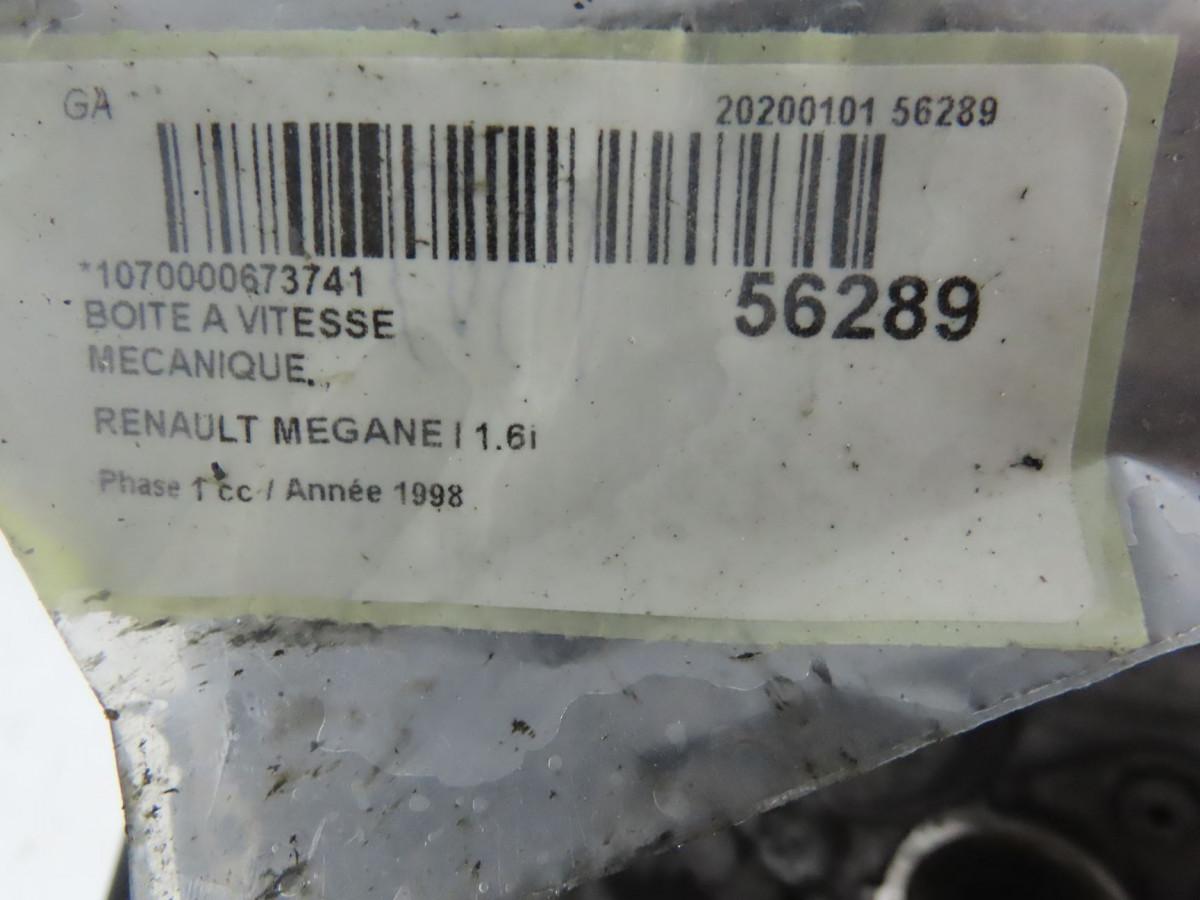 GA
20200101 56289
*1070000673741
56289
BOITE A VITESSE
MECANIQUE.
RENAULT MEGANE I 1.6i
Phase 1 cc / Année 1998